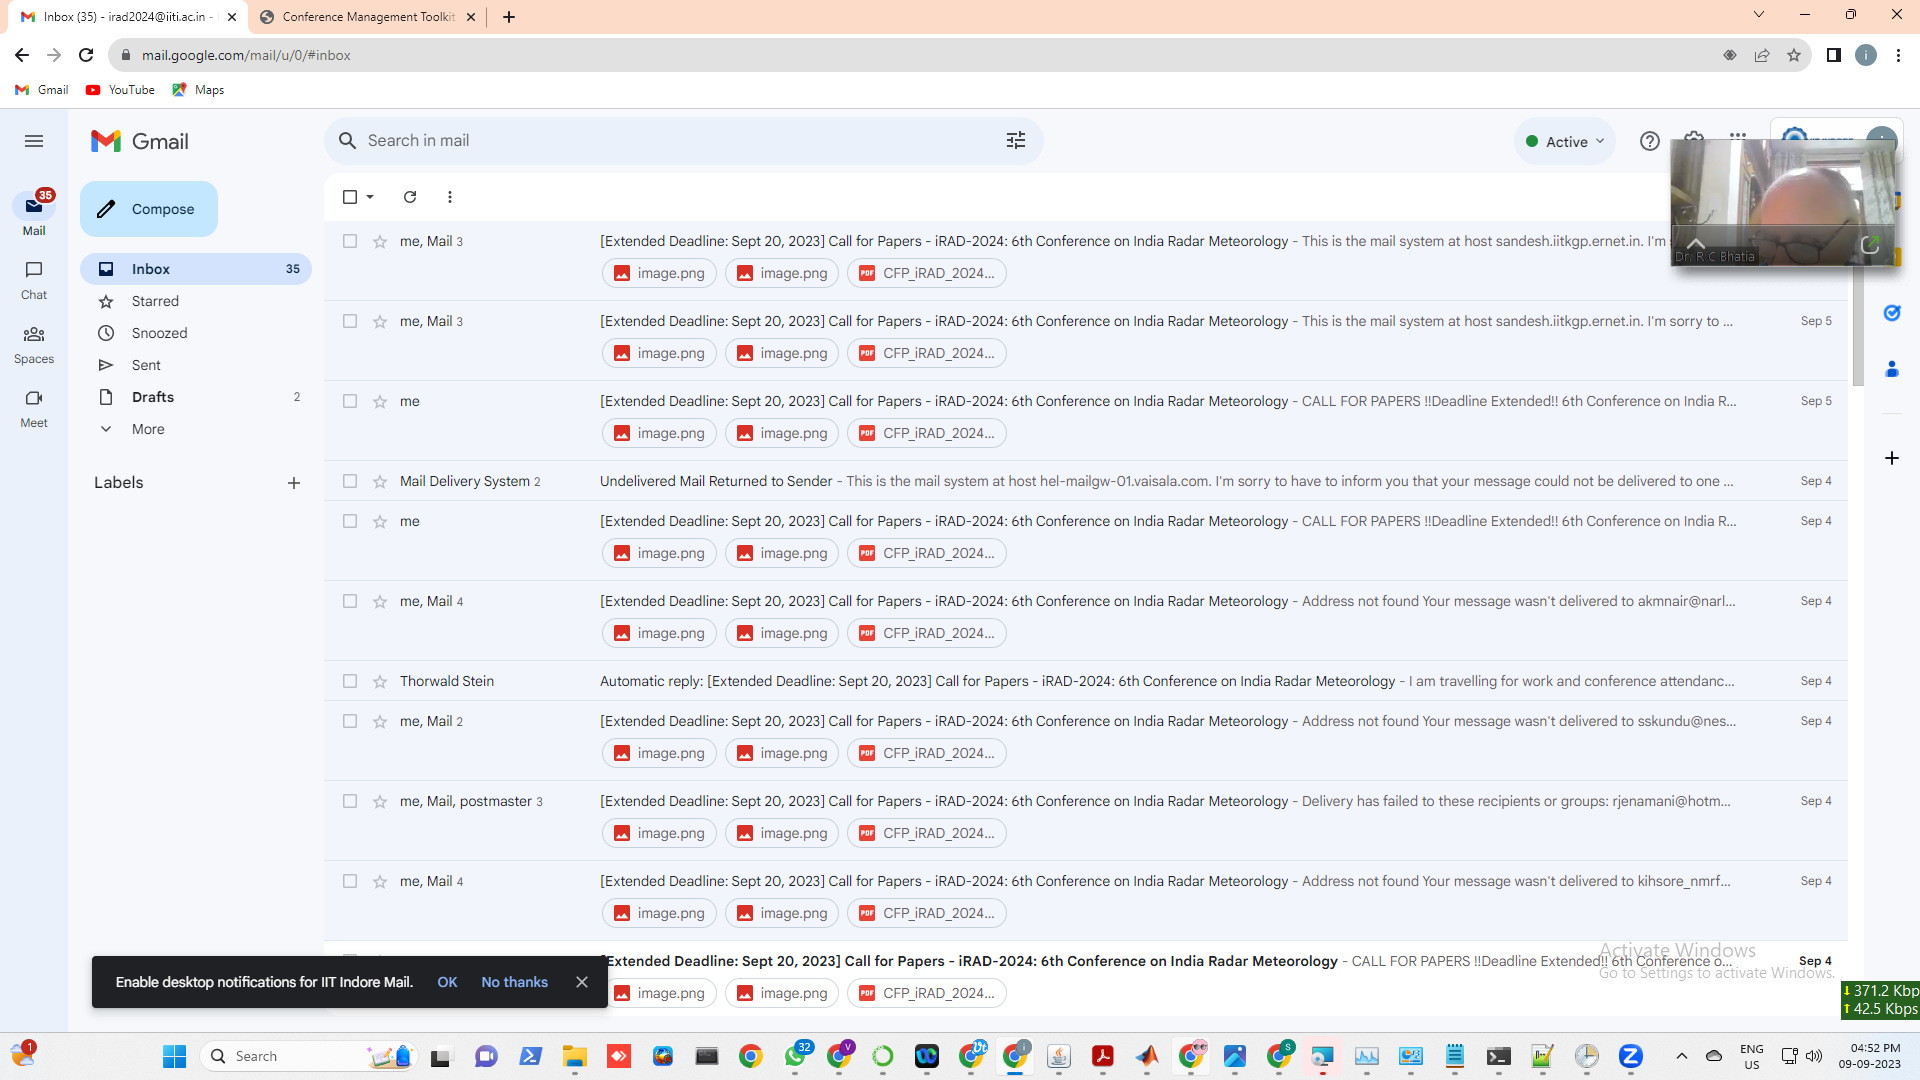 Inbox (35) - irad2024@iiti.ac.in -
Conference Management Toolkit
mail.google.com/mail/u/0/#inbox
Gmail YouTube Maps
Gmail
Search in mail
Active
35
Mail
Chat
Spaces
Meet
Compose
Inbox 35
Starred
Snoozed
Sent
Drafts 2
More
Labels
Dr. R C Bhatia
me, Mail 3 [Extended Deadline: Sept 20, 2023] Call for Papers - iRAD-2024: 6th Conference on India Radar Meteorology - This is the mail system at host sandesh.iitkgp.ernet.in. I'm s
image.png image.png PDF CFP_iRAD_2024...
me, Mail 3 [Extended Deadline: Sept 20, 2023] Call for Papers - iRAD-2024: 6th Conference on India Radar Meteorology - This is the mail system at host sandesh.iitkgp.ernet.in. I'm sorry to ... Sep 5
image.png image.png PDF CFP_iRAD_2024...
me [Extended Deadline: Sept 20, 2023] Call for Papers - iRAD-2024: 6th Conference on India Radar Meteorology - CALL FOR PAPERS !!Deadline Extended!! 6th Conference on India R... Sep 5
image.png image.png PDF CFP_iRAD_2024...
Mail Delivery System 2 Undelivered Mail Returned to Sender - This is the mail system at host hel-mailgw-01.vaisala.com. I'm sorry to have to inform you that your message could not be delivered to one ... Sep 4
me [Extended Deadline: Sept 20, 2023] Call for Papers - iRAD-2024: 6th Conference on India Radar Meteorology - CALL FOR PAPERS !!Deadline Extended!! 6th Conference on India R... Sep 4
image.png image.png PDF CFP_iRAD_2024...
me, Mail 4 [Extended Deadline: Sept 20, 2023] Call for Papers - iRAD-2024: 6th Conference on India Radar Meteorology - Address not found Your message wasn't delivered to akmnair@narl... Sep 4
image.png image.png PDF CFP_iRAD_2024...
Thorwald Stein Automatic reply: [Extended Deadline: Sept 20, 2023] Call for Papers - iRAD-2024: 6th Conference on India Radar Meteorology - I am travelling for work and conference attendanc... Sep 4
me, Mail 2 [Extended Deadline: Sept 20, 2023] Call for Papers - iRAD-2024: 6th Conference on India Radar Meteorology - Address not found Your message wasn't delivered to sskundu@nes... Sep 4
image.png image.png PDF CFP_iRAD_2024...
me, Mail, postmaster 3 [Extended Deadline: Sept 20, 2023] Call for Papers - iRAD-2024: 6th Conference on India Radar Meteorology - Delivery has failed to these recipients or groups: rjenamani@hotm... Sep 4
image.png image.png PDF CFP_iRAD_2024...
me, Mail 4 [Extended Deadline: Sept 20, 2023] Call for Papers - iRAD-2024: 6th Conference on India Radar Meteorology - Address not found Your message wasn't delivered to kihsore_nmrf... Sep 4
image.png image.png PDF CFP_iRAD_2024...
Extended Deadline: Sept 20, 2023] Call for Papers - iRAD-2024: 6th Conference on India Radar Meteorology - CALL FOR PAPERS !!Deadline Extended!! 6th Conference o... Sep 4
image.png image.png PDF CFP_iRAD_2024...
Enable desktop notifications for IIT Indore Mail. OK No thanks
Activate Windows
Go to Settings to activate Windows.
371.2 Kbp
42.5 Kbps
1
Search
32
ENG
US
04:52 PM
09-09-2023